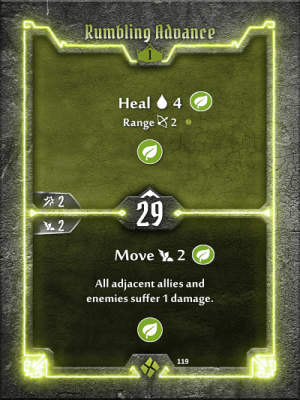 Rumbling Advance
1
Heal 4
Range 2
2
29
2
Move 2
All adjacent allies and
enemies suffer 1 damage.
119